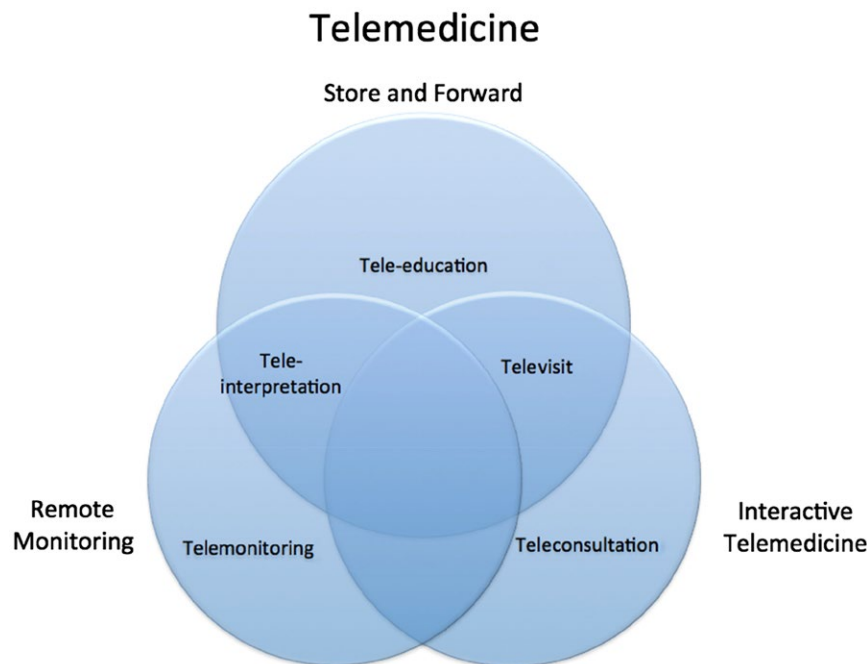 Telemedicine
Store and Forward
Tele-education
Tele-
interpretation
Televisit
Remote
Monitoring
Telemonitoring
Teleconsultation
Interactive
Telemedicine